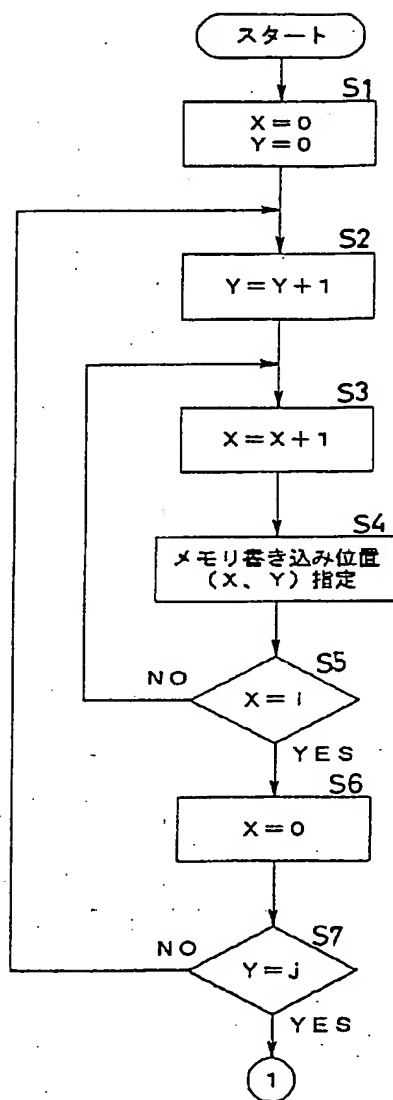 スタート
S1
X=0
Y=0
S2
Y=Y+1
S3
X=X+1
S4
メモリ書き込み位置
(X、Y)指定
S5
NO
X=i
YES
S6
X=0
S7
NO
Y=j
YES
1